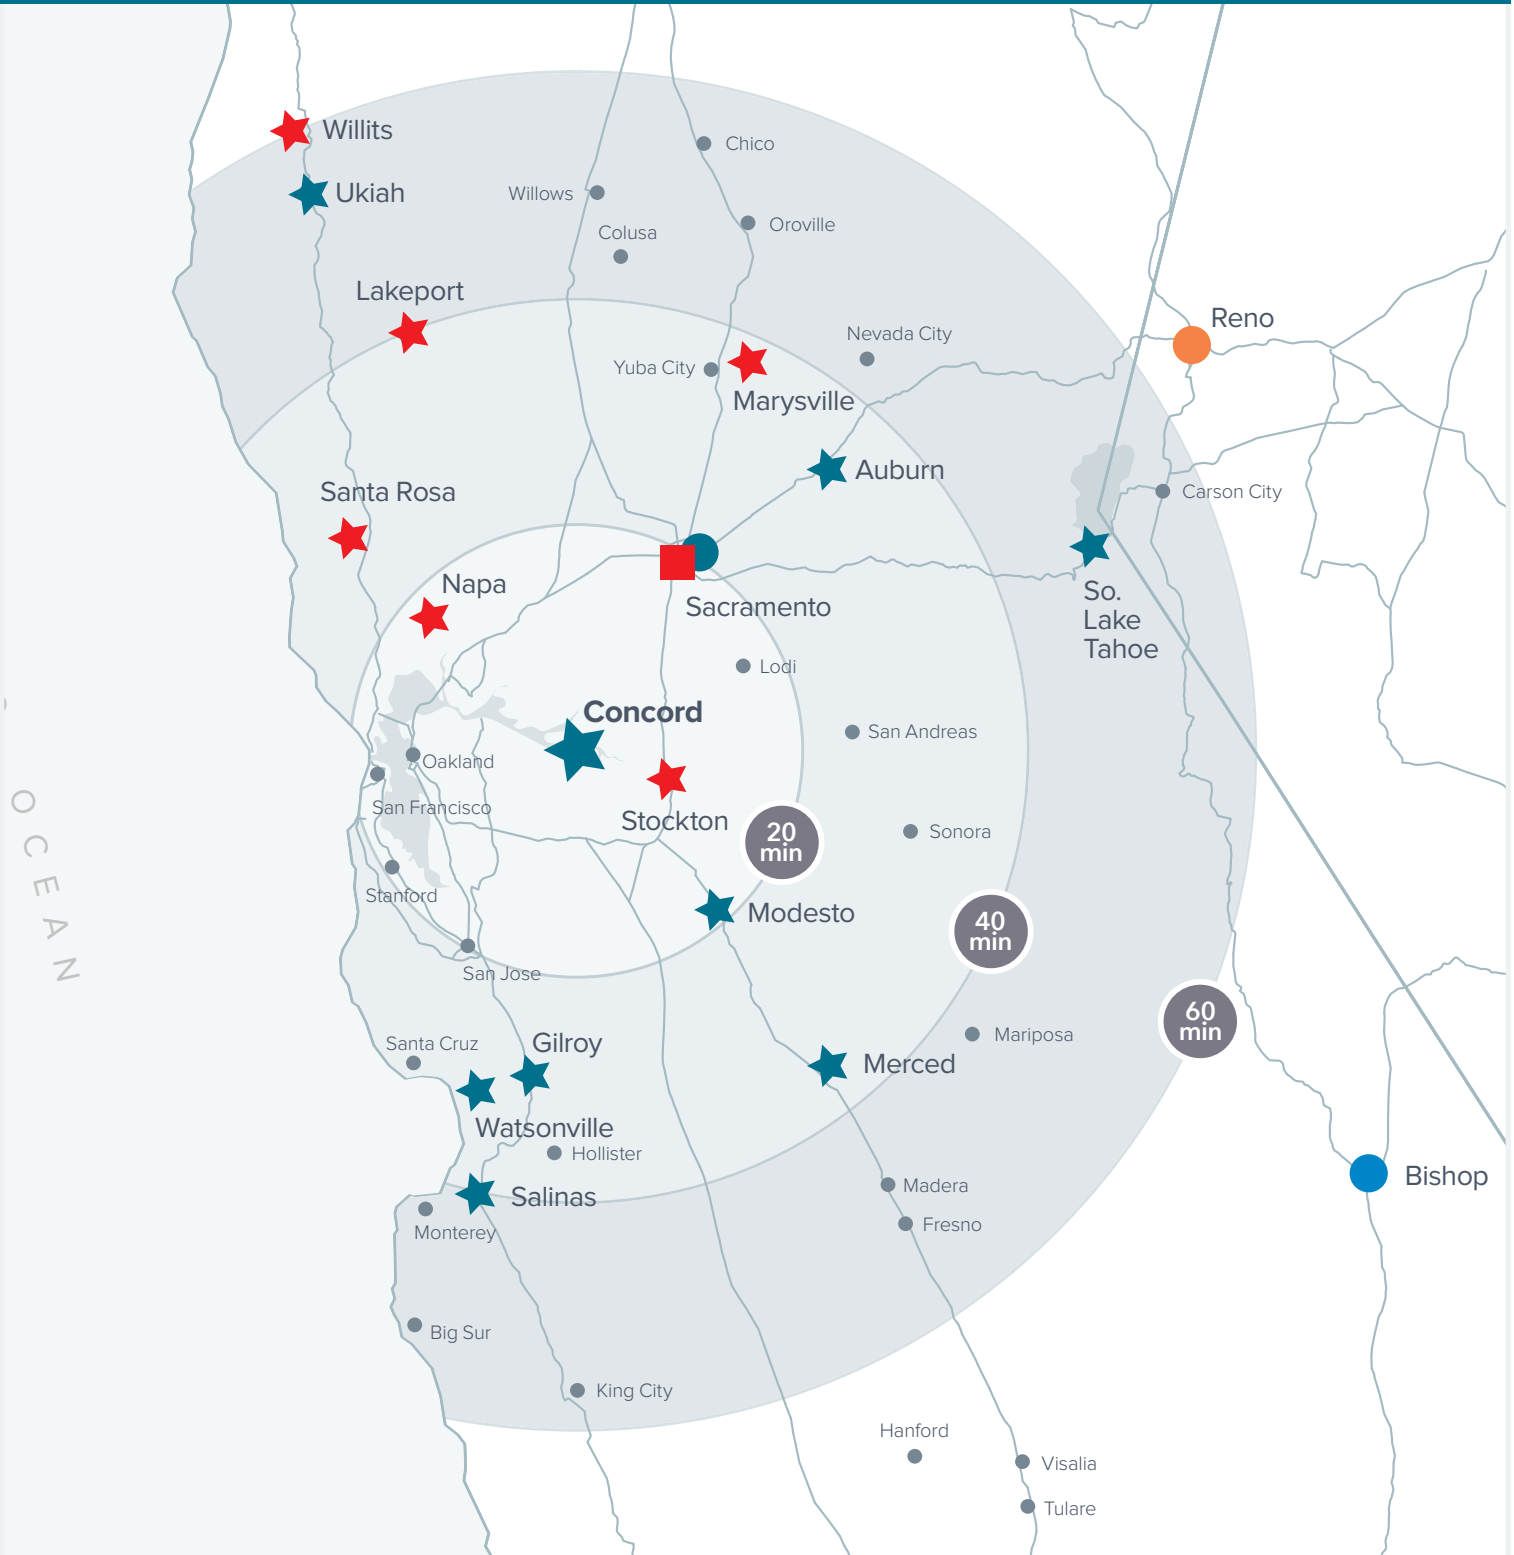 Willits
Chico
Ukiah
Willows
Oroville
Colusa
Lakeport
Reno
Nevada City
Yuba City
Marysville
Auburn
Santa Rosa
Carson City
Napa
So.
Lake
Tahoe
Sacramento
Lodi
Concord
San Andreas
Oakland
OCEAN
San Francisco
Stockton
20
min
Sonora
Stanford
Modesto
40
min
San Jose
60
min
Mariposa
Santa Cruz
Gilroy
Merced
Watsonville
Hollister
Bishop
Madera
Salinas
Monterey
Fresno
Big Sur
King City
Hanford
Visalia
Tulare